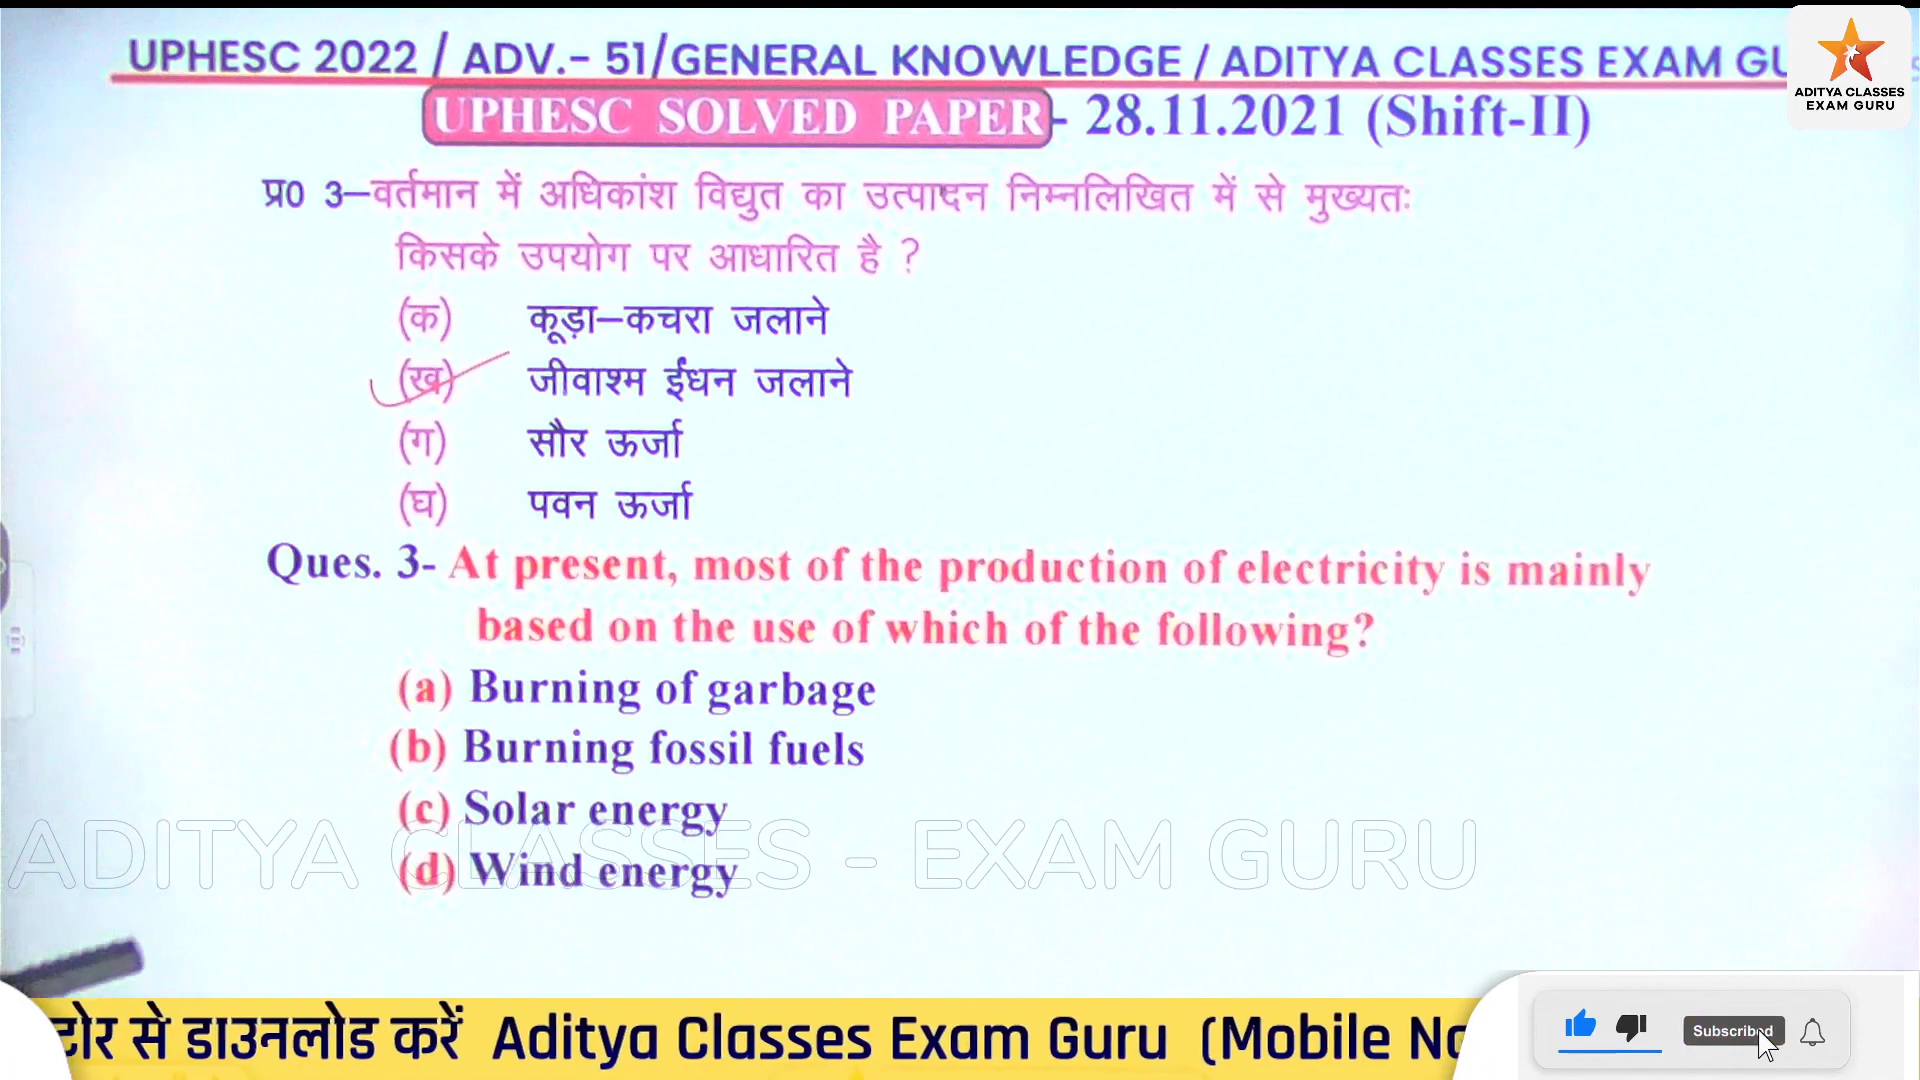 UPHESC 2022 / ADV.- 51/GENERAL KNOWLEDGE / ADITYA CLASSES EXAM GU
ADITYA CLASSES
EXAM GURU
UPHESC SOLVED PAPER - 28.11.2021 (Shift-II)
प्र0 3–वर्तमान में अधिकांश विद्युत का उत्पादन निम्नलिखित में से मुख्यतः
किसके उपयोग पर आधारित है ?
(क) कूड़ा–कचरा जलाने
(ख) जीवाश्म ईंधन जलाने
(ग) सौर ऊर्जा
(घ) पवन ऊर्जा
Ques. 3- At present, most of the production of electricity is mainly
based on the use of which of the following?
(a) Burning of garbage
(b) Burning fossil fuels
(c) Solar energy
ADITYA CLASSES - EXAM GURU
(d) Wind energy
से डाउनलोड करें Aditya Classes Exam Guru (Mobile No
Subscribed